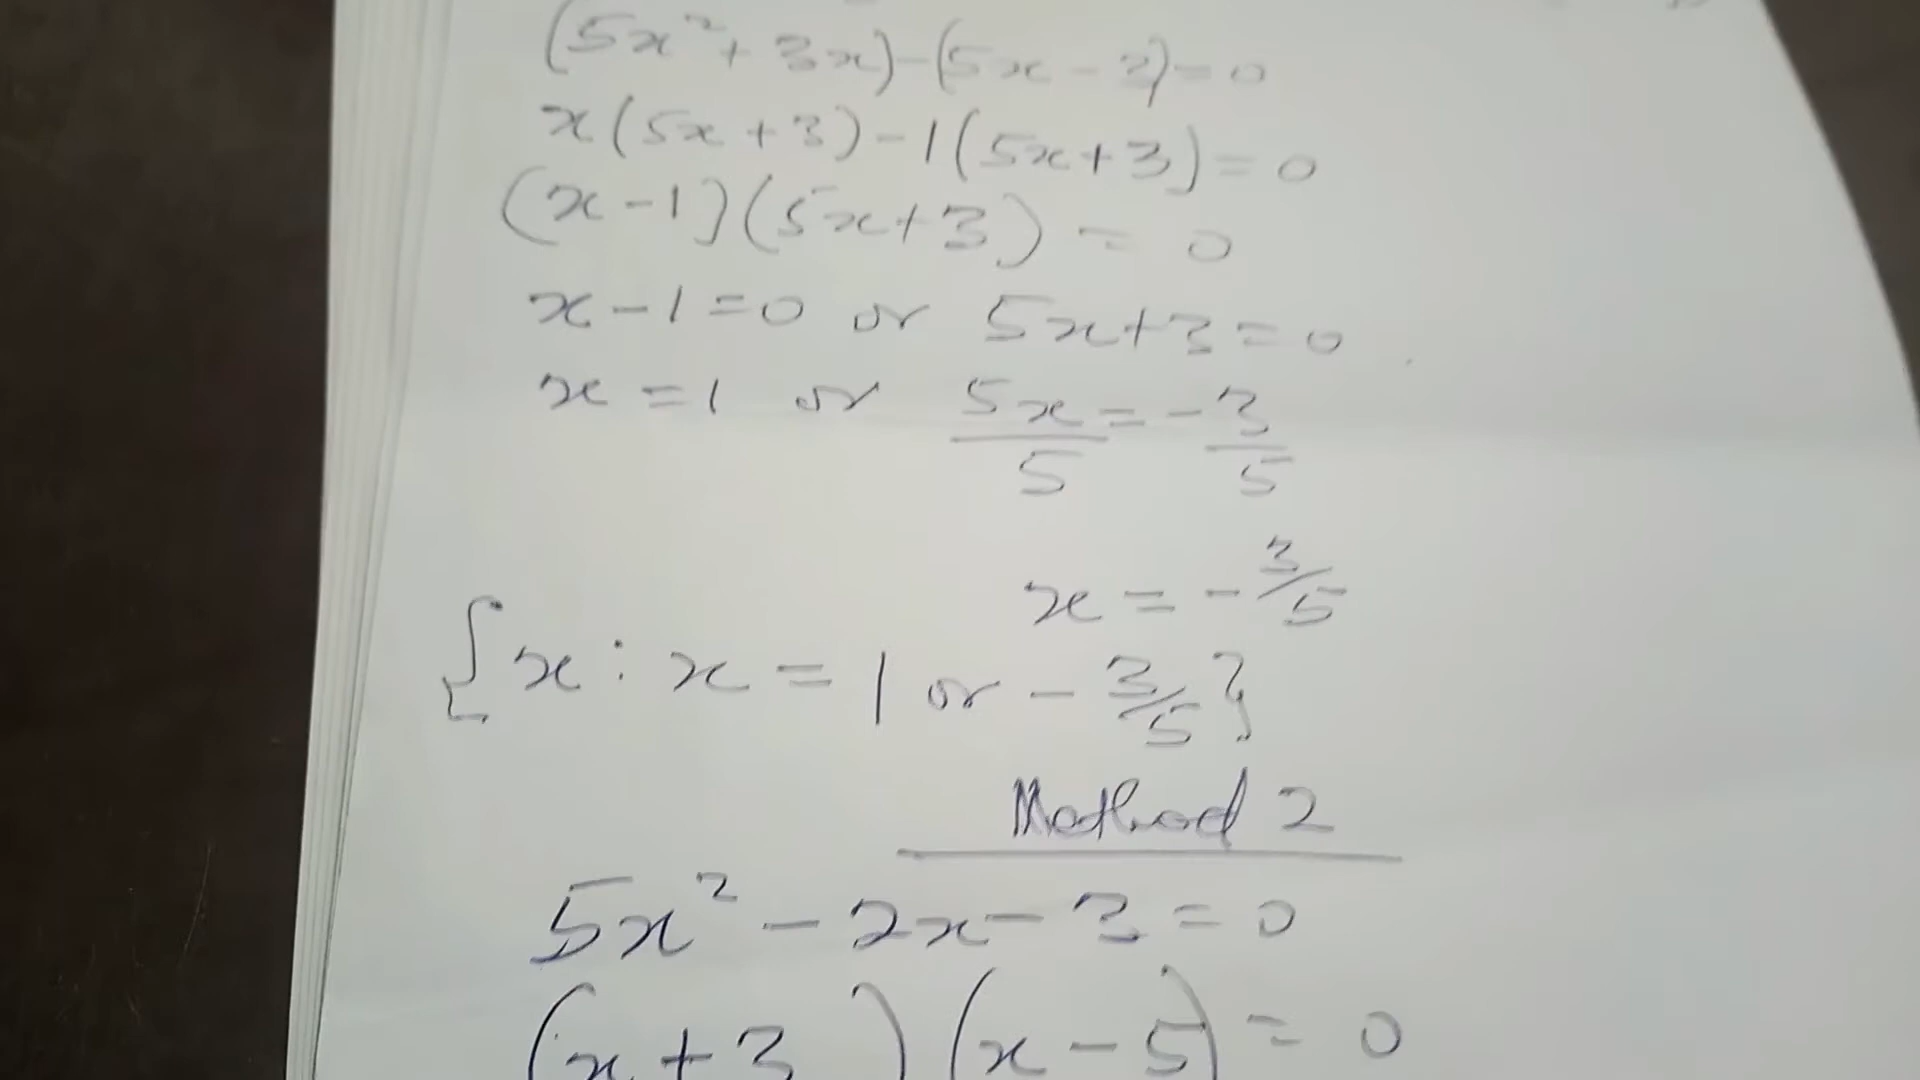 (5x² + 3x) - (5x - 3) = 0
x(5x + 3) - 1(5x + 3) = 0
(x - 1)(5x + 3) = 0
x - 1 = 0 or 5x + 3 = 0
x = 1 or 5x/5 = -3/5
x = -3/5
{x : x = 1 or -3/5}
Method 2
5x² - 2x - 3 = 0
(x + 3 ) (x - 5) = 0